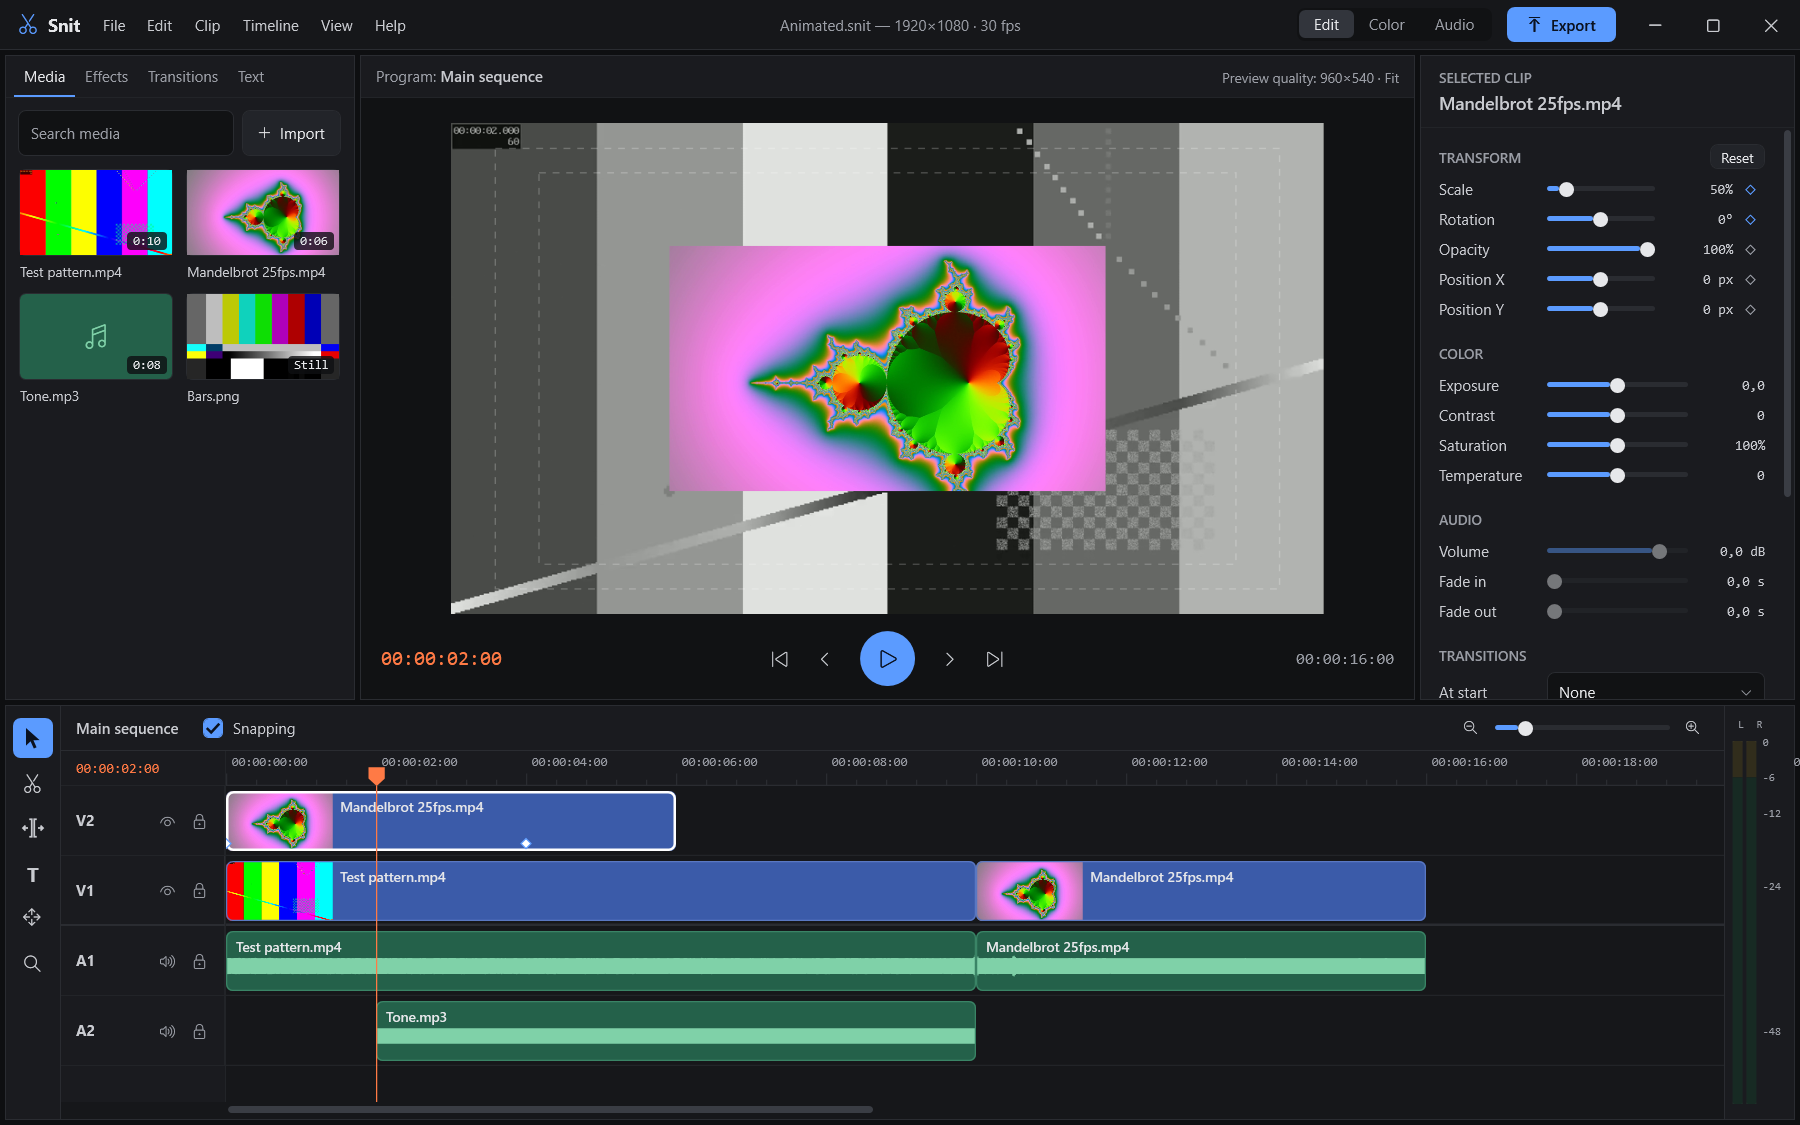 Snit File Edit Clip Timeline View Help
Animated.snit — 1920×1080 · 30 fps
Edit Color Audio Export
Media Effects Transitions Text
Search media
Import
0:10
Test pattern.mp4
0:06
Mandelbrot 25fps.mp4
0:08
Tone.mp3
Still
Bars.png
Program: Main sequence
Preview quality: 960×540 · Fit
00:00:02.000
60
00:00:02:00
00:00:16:00
SELECTED CLIP
Mandelbrot 25fps.mp4
TRANSFORM Reset
Scale 50%
Rotation 0°
Opacity 100%
Position X 0 px
Position Y 0 px
COLOR
Exposure 0,0
Contrast 0
Saturation 100%
Temperature 0
AUDIO
Volume 0,0 dB
Fade in 0,0 s
Fade out 0,0 s
TRANSITIONS
At start None
Main sequence Snapping
00:00:02:00
00:00:00:00 00:00:02:00 00:00:04:00 00:00:06:00 00:00:08:00 00:00:10:00 00:00:12:00 00:00:14:00 00:00:16:00 00:00:18:00
V2 Mandelbrot 25fps.mp4
V1 Test pattern.mp4 Mandelbrot 25fps.mp4
A1 Test pattern.mp4 Mandelbrot 25fps.mp4
A2 Tone.mp3
T
L R
0
-6
-12
-24
-48